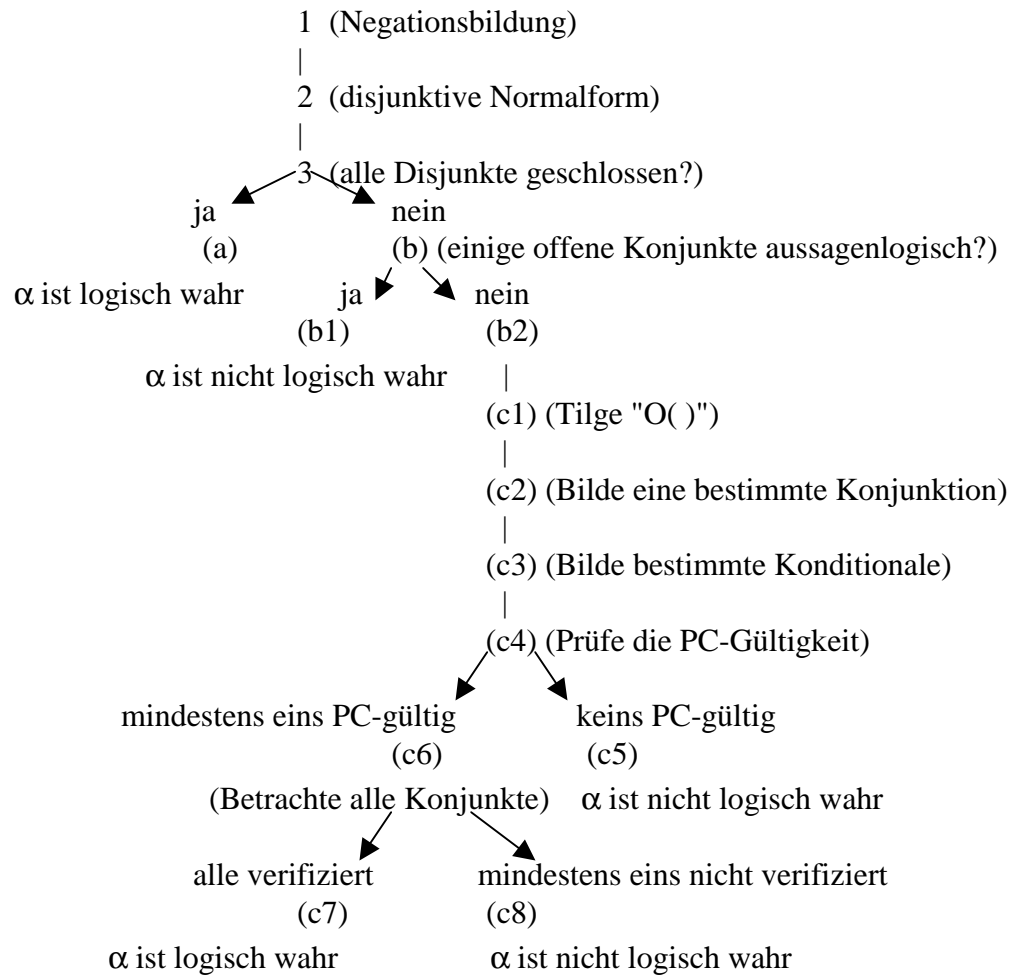 1 (Negationsbildung)
|
2 (disjunktive Normalform)
|
3 (alle Disjunkte geschlossen?)
ja nein
(a) (b) (einige offene Konjunkte aussagenlogisch?)
α ist logisch wahr ja nein
(b1) (b2)
α ist nicht logisch wahr |
(c1) (Tilge "O( )")
|
(c2) (Bilde eine bestimmte Konjunktion)
|
(c3) (Bilde bestimmte Konditionale)
|
(c4) (Prüfe die PC-Gültigkeit)
mindestens eins PC-gültig keins PC-gültig
(c6) (c5)
(Betrachte alle Konjunkte) α ist nicht logisch wahr
alle verifiziert mindestens eins nicht verifiziert
(c7) (c8)
α ist logisch wahr α ist nicht logisch wahr